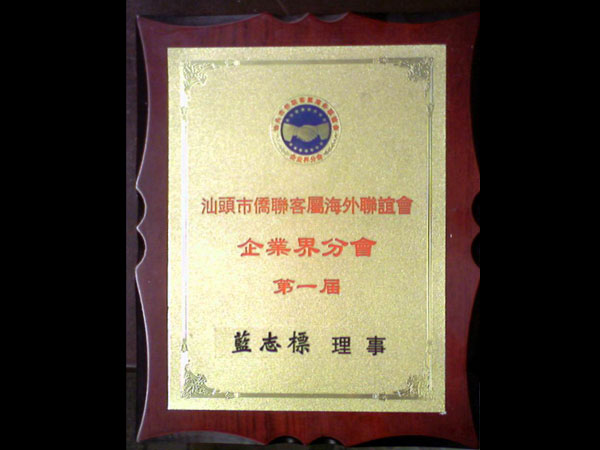 汕頭市僑聯客屬海外聯誼會
企業界分會
第一届
藍志標 理事